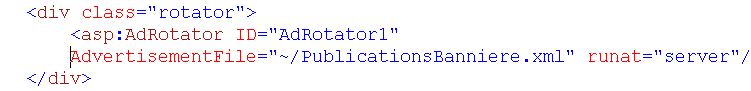 <div class="rotator">
<asp:AdRotator ID="AdRotator1"
AdvertisementFile="~/PublicationsBanniere.xml" runat="server"/
</div>